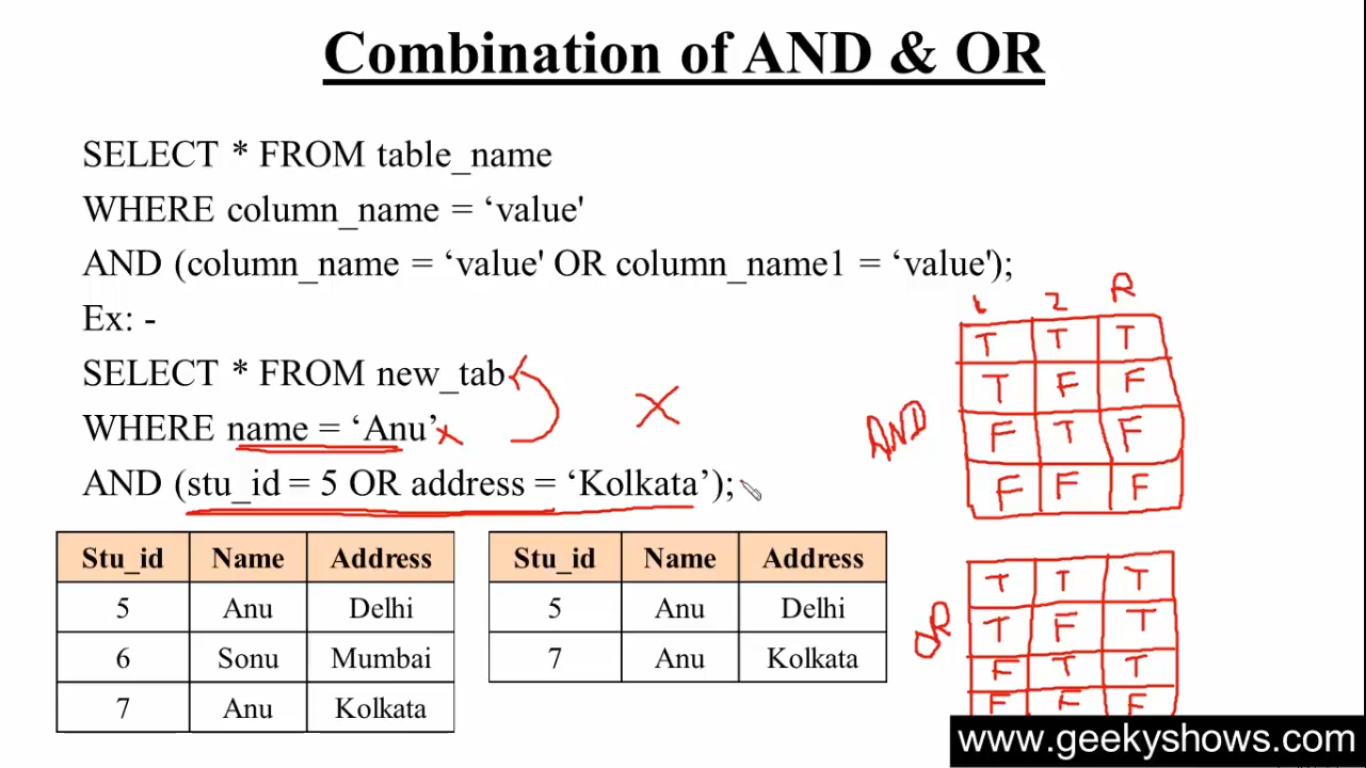 Combination of AND & OR
SELECT * FROM table_name
WHERE column_name = ‘value'
AND (column_name = ‘value' OR column_name1 = ‘value');
Ex: -
SELECT * FROM new_tab
WHERE name = ‘Anu’
AND (stu_id = 5 OR address = ‘Kolkata’);
Stu_id Name Address
5 Anu Delhi
6 Sonu Mumbai
7 Anu Kolkata
Stu_id Name Address
5 Anu Delhi
7 Anu Kolkata
1 2 R
AND
T T T
T F F
F T F
F F F
OR
T T T
T F T
F T T
F F F
www.geekyshows.com